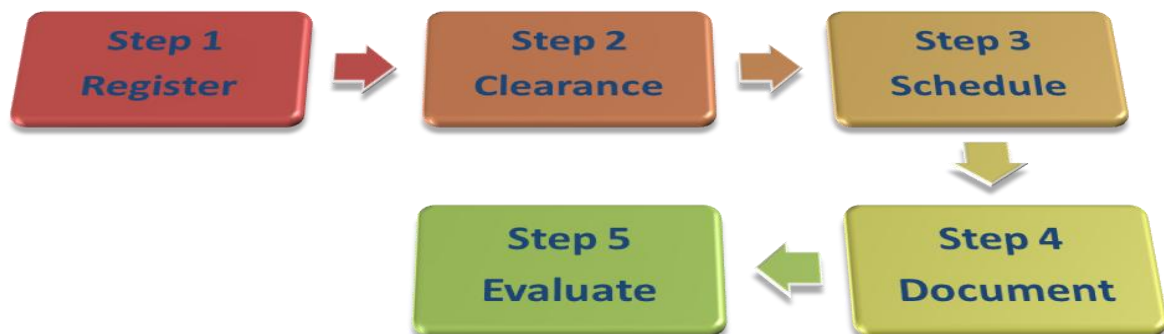 Step 1
Register
Step 2
Clearance
Step 3
Schedule
Step 4
Document
Step 5
Evaluate